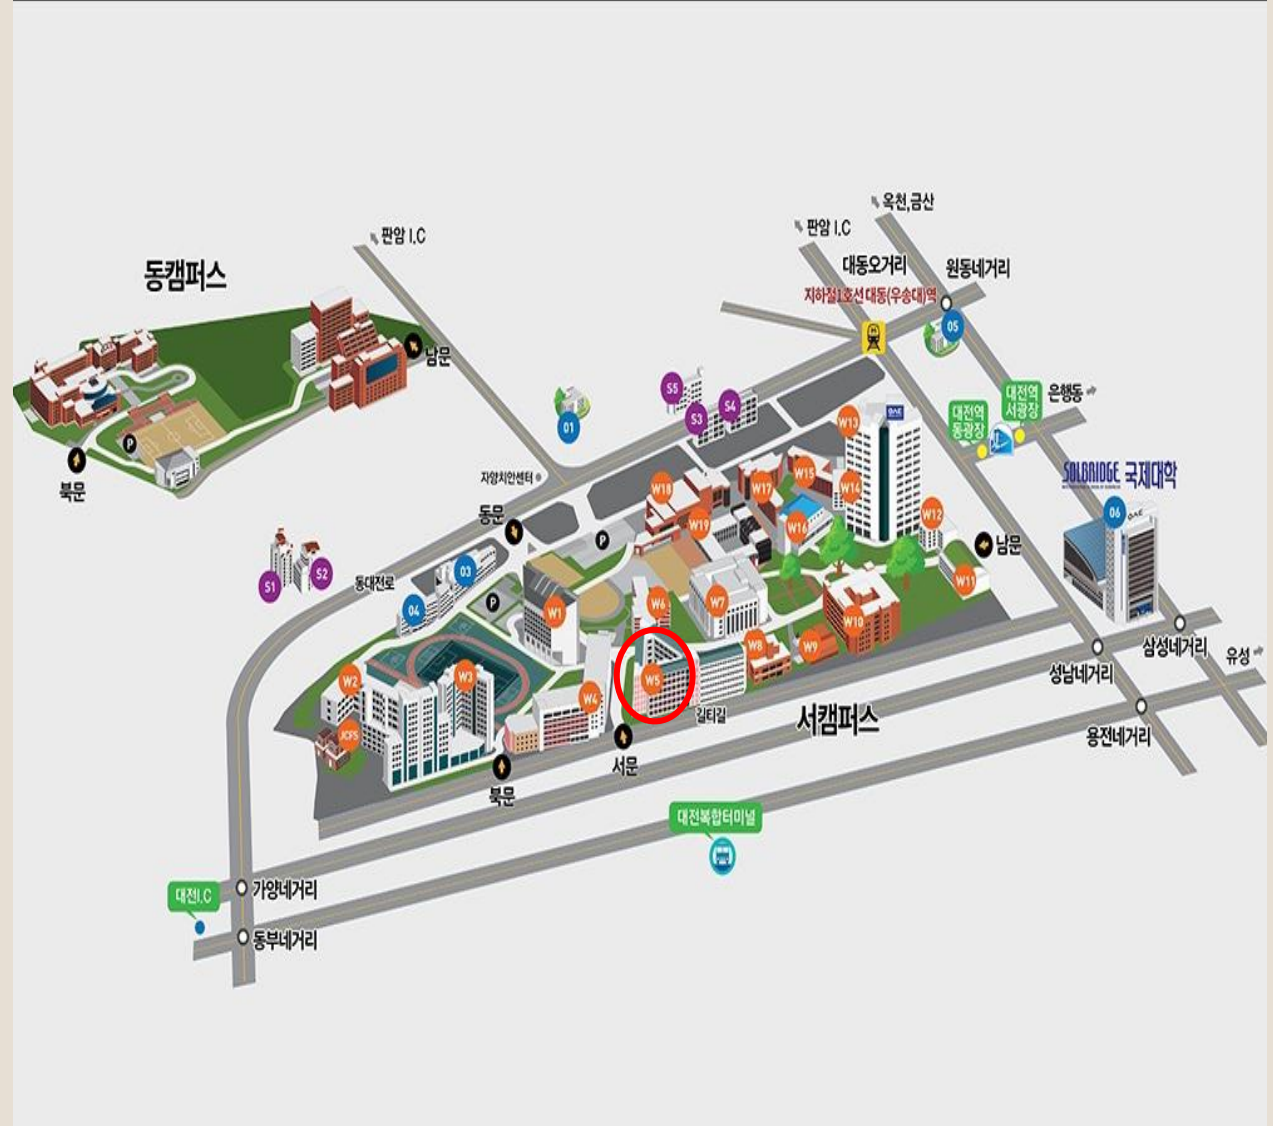 옥천,금산
판암 I.C
판암 I.C
대동오거리
원동네거리
동캠퍼스
지하철1호선 대동(우송대)역
05
남문
S5
은행동
대전역
서광장
S4
대전역
동광장
S3
W13
01
P
북문
SOLBRIDGE 국제대학
자양치안센터
W18
W17
W15
W14
06
동문
W19
W16
W12
P
남문
S1
S2
동대전로
03
W11
04
P
W1
W6
W7
W10
삼성네거리
W8
W9
유성
W2
W3
W5
성남네거리
W4
길티길
서캠퍼스
JCFS
용전네거리
서문
북문
대전복합터미널
대전I.C
가양네거리
동부네거리